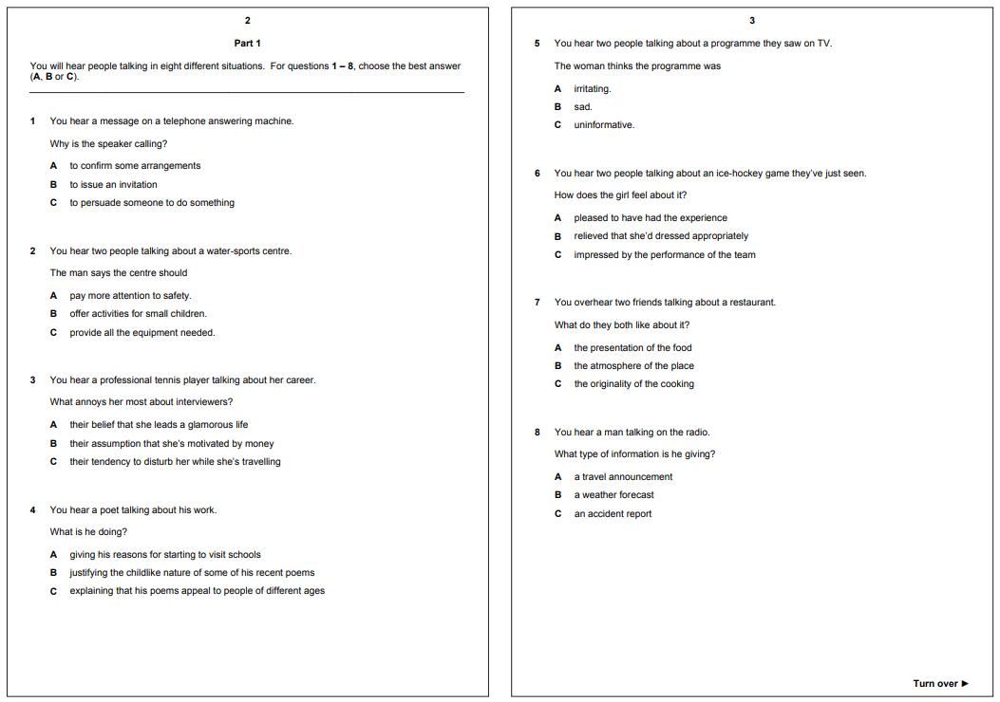 2
Part 1
You will hear people talking in eight different situations. For questions 1 – 8, choose the best answer
(A, B or C).
1 You hear a message on a telephone answering machine.
Why is the speaker calling?
A to confirm some arrangements
B to issue an invitation
C to persuade someone to do something
2 You hear two people talking about a water-sports centre.
The man says the centre should
A pay more attention to safety.
B offer activities for small children.
C provide all the equipment needed.
3 You hear a professional tennis player talking about her career.
What annoys her most about interviewers?
A their belief that she leads a glamorous life
B their assumption that she's motivated by money
C their tendency to disturb her while she's travelling
4 You hear a poet talking about his work.
What is he doing?
A giving his reasons for starting to visit schools
B justifying the childlike nature of some of his recent poems
C explaining that his poems appeal to people of different ages
3
5 You hear two people talking about a programme they saw on TV.
The woman thinks the programme was
A irritating.
B sad.
C uninformative.
6 You hear two people talking about an ice-hockey game they've just seen.
How does the girl feel about it?
A pleased to have had the experience
B relieved that she'd dressed appropriately
C impressed by the performance of the team
7 You overhear two friends talking about a restaurant.
What do they both like about it?
A the presentation of the food
B the atmosphere of the place
C the originality of the cooking
8 You hear a man talking on the radio.
What type of information is he giving?
A a travel announcement
B a weather forecast
C an accident report
Turn over ►